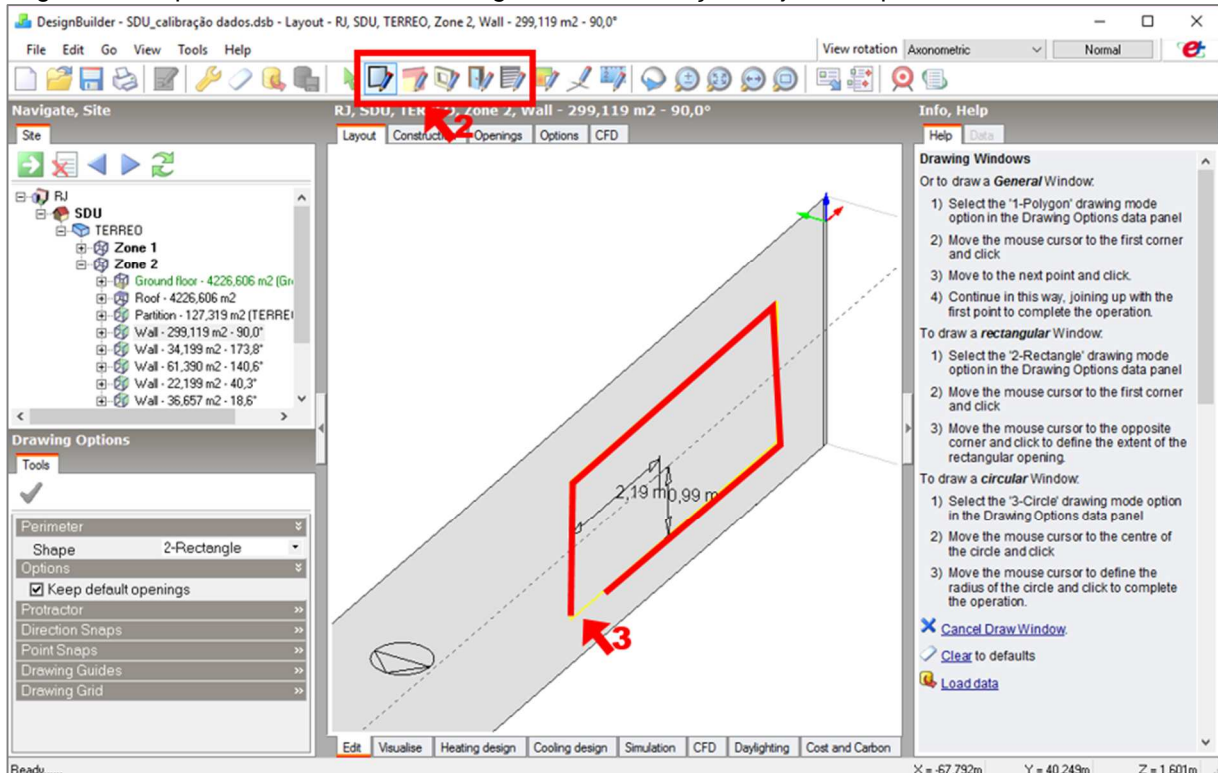 DesignBuilder - SDU_calibração dados.dsb - Layout - RJ, SDU, TERREO, Zone 2, Wall - 299,119 m2 - 90,0°
File Edit Go View Tools Help
View rotation Axonometric Normal
Navigate, Site
Site
RJ
SDU
TERREO
Zone 1
Zone 2
Ground floor - 4226,606 m2 (Gr
Roof - 4226,606 m2
Partition - 127,319 m2 (TERRE
Wall - 299,119 m2 - 90,0°
Wall - 34,199 m2 - 173,8°
Wall - 61,390 m2 - 140,6°
Wall - 22,199 m2 - 40,3°
Wall - 36,657 m2 - 18,6°
Drawing Options
Tools
Perimeter
Shape 2-Rectangle
Options
Keep default openings
Protractor
Direction Snaps
Point Snaps
Drawing Guides
Drawing Grid
RJ, SDU, TER Zone 2, Wall - 299,119 m2 - 90,0°
2
Layout Construction Openings Options CFD
2,19 m 0,99 m
3
Edit Visualise Heating design Cooling design Simulation CFD Daylighting Cost and Carbon
Info, Help
Help Data
Drawing Windows
Or to draw a General Window:
1) Select the '1-Polygon' drawing mode
option in the Drawing Options data panel
2) Move the mouse cursor to the first corner
and click
3) Move to the next point and click.
4) Continue in this way, joining up with the
first point to complete the operation.
To draw a rectangular Window:
1) Select the '2-Rectangle' drawing mode
option in the Drawing Options data panel
2) Move the mouse cursor to the first corner
and click
3) Move the mouse cursor to the opposite
corner and click to define the extent of the
rectangular opening.
To draw a circular Window:
1) Select the '3-Circle' drawing mode option
in the Drawing Options data panel
2) Move the mouse cursor to the centre of
the circle and click
3) Move the mouse cursor to define the
radius of the circle and click to complete
the operation.
Cancel Draw Window.
Clear to defaults
Load data
Ready
X = -67,792m Y = 40,249m Z = 1,601m